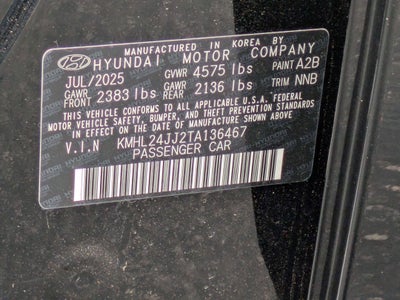 MANUFACTURED IN KOREA BY
HYUNDAI MOTOR COMPANY
JUL/2025 GVWR 4575 lbs PAINT A2B
GAWR FRONT 2383 lbs GAWR REAR 2136 lbs TRIM NNB
THIS VEHICLE CONFORMS TO ALL APPLICABLE U.S.A. FEDERAL
MOTOR VEHICLE SAFETY, BUMPER, AND THEFT PREVENTION STANDARDS
IN EFFECT ON THE DATE OF MANUFACTURE SHOWN ABOVE.
V.I.N KMHL24JJ2TA136467
PASSENGER CAR